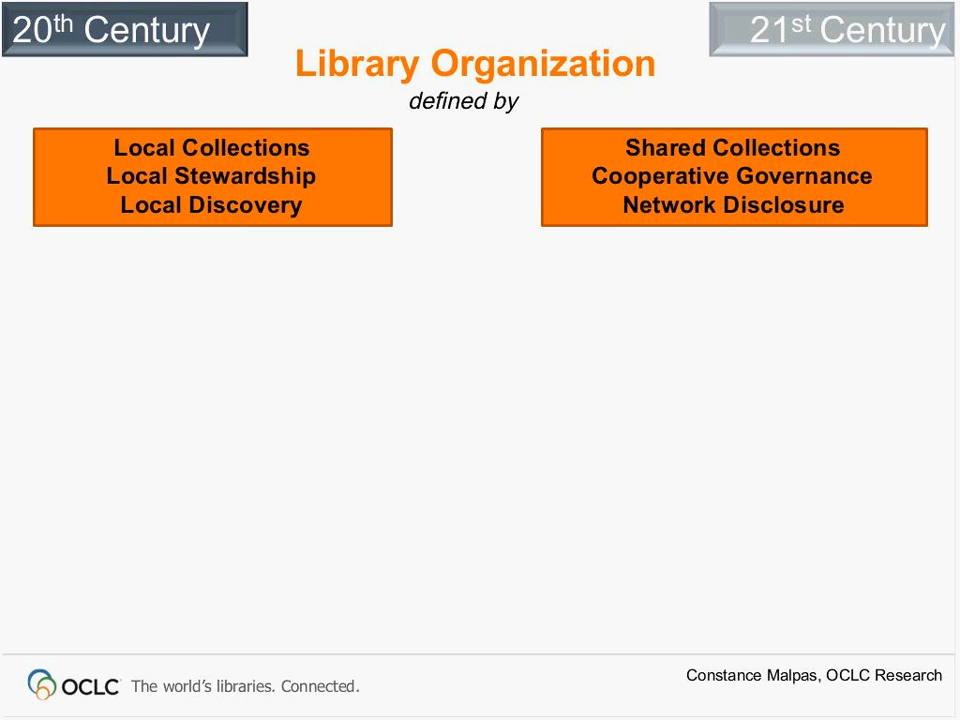 20th Century
21st Century
Library Organization
defined by
Local Collections
Local Stewardship
Local Discovery
Shared Collections
Cooperative Governance
Network Disclosure
OCLC The world's libraries. Connected.
Constance Malpas, OCLC Research